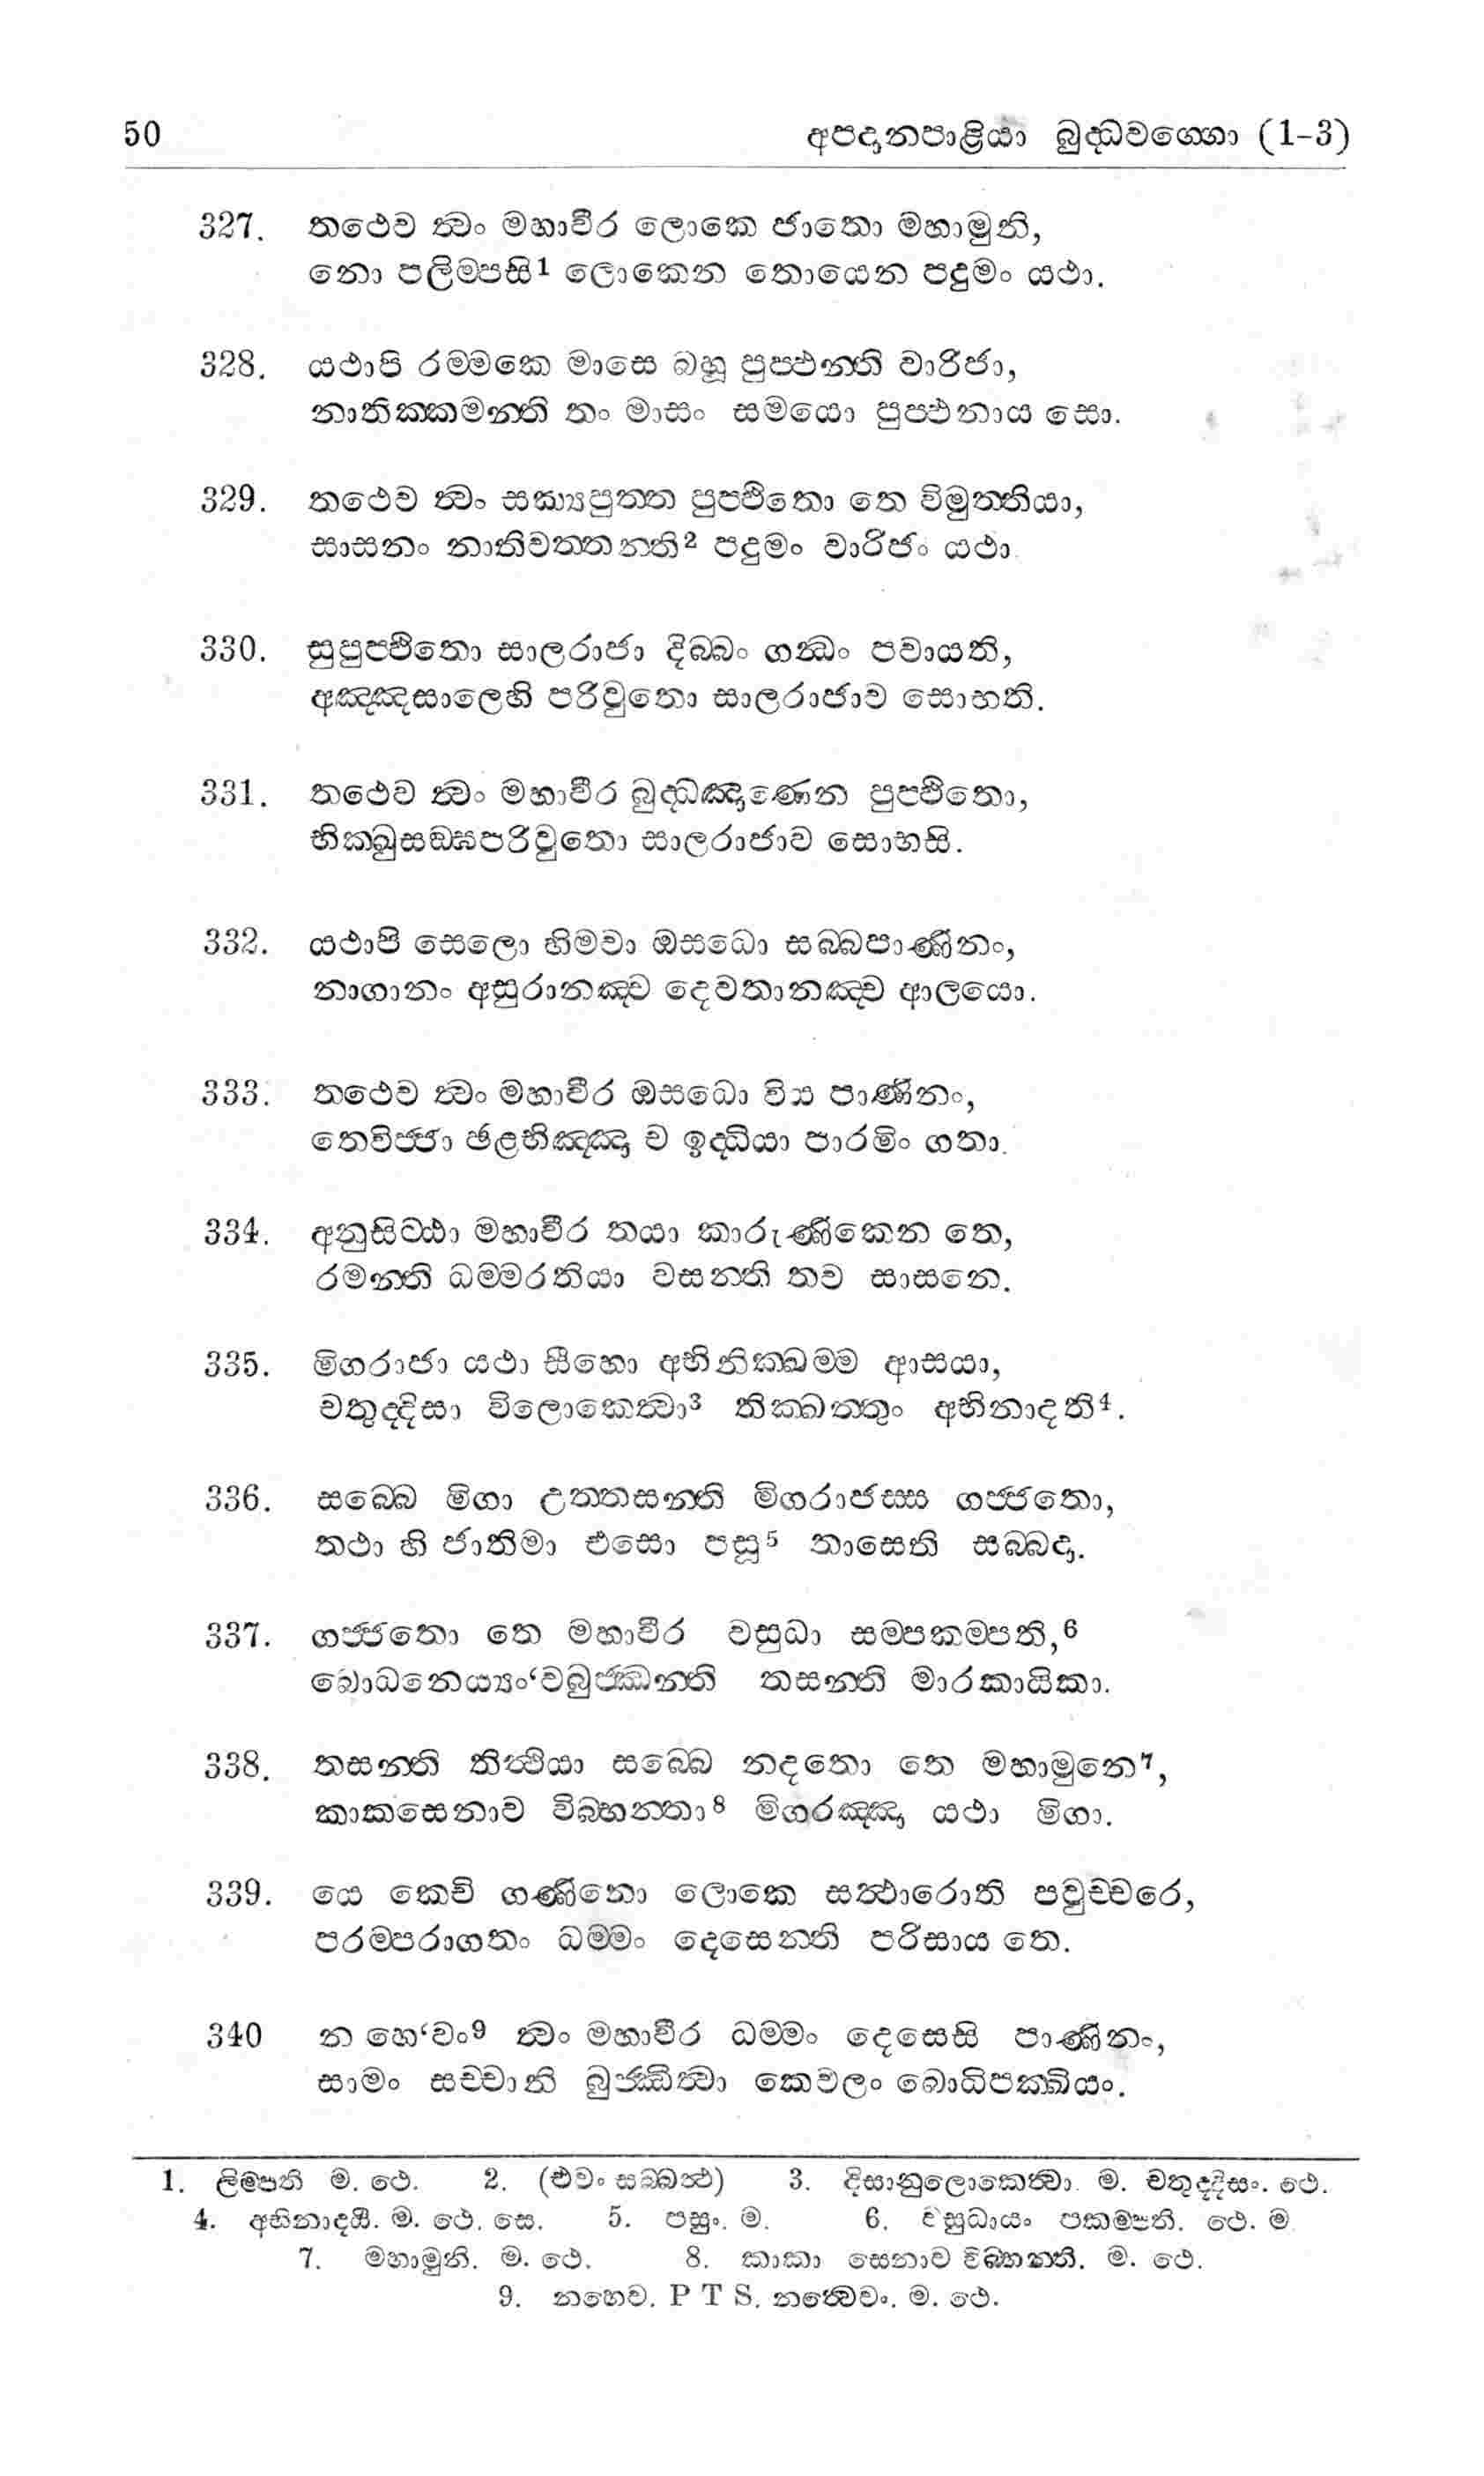 50 අපදානපාළියා බුද්ධවග්ගො (1-3)
327. තථෙව ත්වං මහාවීර ලොකෙ ජාතො මහාමුනි,
නො පලිම්පසි1 ලොකෙන තොයෙන පදුමං යථා.
328. යථාපි රම්මකෙ මාසෙ බහූ පුප්ඵන්ති වාරිජා,
නාතික්කමන්ති තං මාසං සමයො පුප්ඵනාය සො.
329. තථෙව ත්වං සක්‍යපුත්ත පුප්ඵිතො තෙ විමුත්තියා,
සාසනං නාතිවත්තන්ති2 පදුමං වාරිජං යථා
330. සුපුප්ඵිතො සාලරාජා දිබ්බං ගන්ධං පවායති,
අඤ්ඤසාලෙහි පරිවුතො සාලරාජාව සොභති.
331. තථෙව ත්වං මහාවීර බුද්ධඤාණෙන පුප්ඵිතො,
භික්ඛුසඞ්ඝපරිවුතො සාලරාජාව සොභසි.
332. යථාපි සෙලො හිමවා ඔසධො සබ්බපාණිනං,
නාගානං අසුරානඤ්ච දෙවතානඤ්ච ආලයො.
333. තථෙව ත්වං මහාවීර ඔසධො විය පාණිනං,
තෙවිජ්ජා ඡළභිඤ්ඤා ච ඉද්ධියා පාරමිං ගතා.
334. අනුසිට්ඨා මහාවීර තයා කාරුණිකෙන තෙ,
රමන්ති ධම්මරතියා වසන්ති තව සාසනෙ.
335. මිගරාජා යථා සීහො අභිනික්ඛම්ම ආසයා,
චතුද්දිසා විලොකෙත්වා3 තික්ඛත්තුං අභිනාදති4.
336. සබ්බෙ මිගා උත්තසන්ති මිගරාජස්ස ගජ්ජතො,
තථා හි ජාතිමා එසො පසූ5 තාසෙති සබ්බදා.
337. ගජ්ජතො තෙ මහාවීර වසුධා සම්පකම්පති,6
බොධනෙය්‍යං‘වබුජ්ඣන්ති තසන්ති මාරකායිකා.
338. තසන්ති තිත්ථියා සබ්බෙ නදතො තෙ මහාමුනෙ7,
කාකසෙනාව විබ්භන්තා8 මිගරඤ්ඤා යථා මිගා.
339. යෙ කෙචි ගණිනො ලොකෙ සත්ථාරොති පවුච්චරෙ,
පරම්පරාගතං ධම්මං දෙසෙන්ති පරිසාය තෙ.
340 න හෙ‘වං9 ත්වං මහාවීර ධම්මං දෙසෙසි පාණිනං,
සාමං සච්චානි බුජ්ඣිත්වා කෙවලං බොධිපක්ඛියං.
1. ලිම්පති ම. ථෙ. 2. (එවං සබ්බත්ථ) 3. දිසානුලොකෙත්වා. ම. චතුද්දිසං. ථෙ.
4. අභිනාදයී. ම. ථෙ. සෙ. 5. පසුං. ම. 6. වසුධායං පකම්පති. ථෙ. ම
7. මහාමුනි. ම. ථෙ. 8. කාකා සෙනාව විබ්භන්ති. ම. ථෙ.
9. නහෙව. P T S. නත්වෙවං. ම. ථෙ.